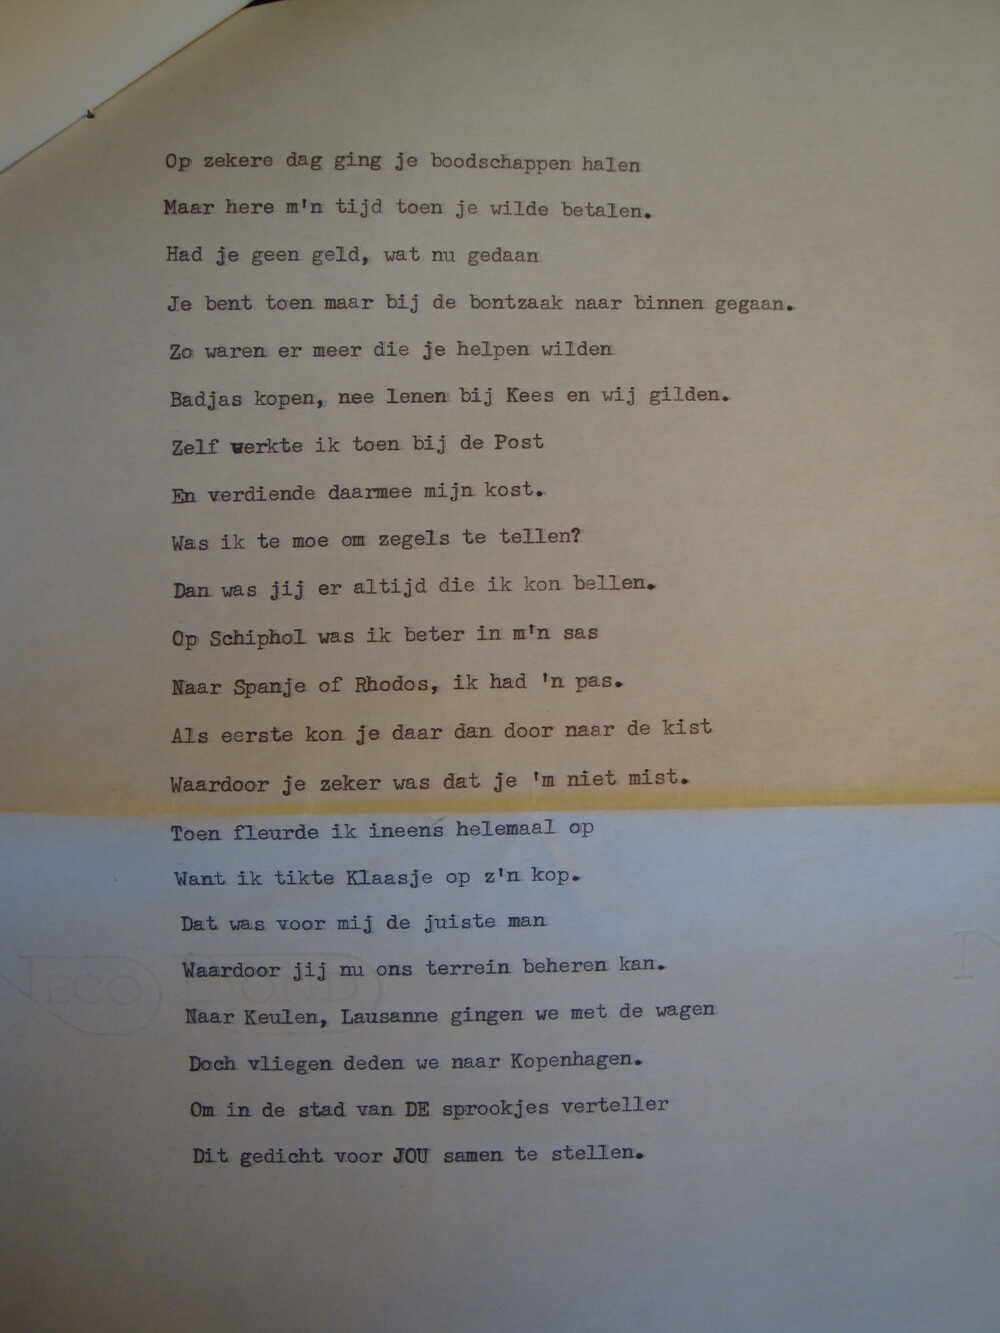 Op zekere dag ging je boodschappen halen
Maar here m'n tijd toen je wilde betalen.
Had je geen geld, wat nu gedaan
Je bent toen maar bij de bontzaak naar binnen gegaan.
Zo waren er meer die je helpen wilden
Badjas kopen, nee lenen bij Kees en wij gilden.
Zelf werkte ik toen bij de Post
En verdiende daarmee mijn kost.
Was ik te moe om zegels te tellen?
Dan was jij er altijd die ik kon bellen.
Op Schiphol was ik beter in m'n sas
Naar Spanje of Rhodos, ik had 'n pas.
Als eerste kon je daar dan door naar de kist
Waardoor je zeker was dat je 'm niet mist.
Toen fleurde ik ineens helemaal op
Want ik tikte Klaasje op z'n kop.
Dat was voor mij de juiste man
Waardoor jij nu ons terrein beheren kan.
Naar Keulen, Lausanne gingen we met de wagen
Doch vliegen deden we naar Kopenhagen.
Om in de stad van DE sprookjes verteller
Dit gedicht voor JOU samen te stellen.